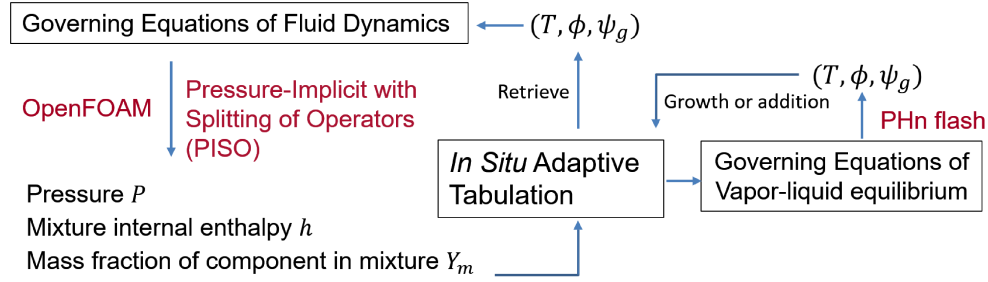 Governing Equations of Fluid Dynamics
(T, ϕ, ψ_g)
OpenFOAM
Pressure-Implicit with
Splitting of Operators
(PISO)
Retrieve
(T, ϕ, ψ_g)
Growth or addition
PHn flash
In Situ Adaptive
Tabulation
Governing Equations of
Vapor-liquid equilibrium
Pressure P
Mixture internal enthalpy h
Mass fraction of component in mixture Y_m